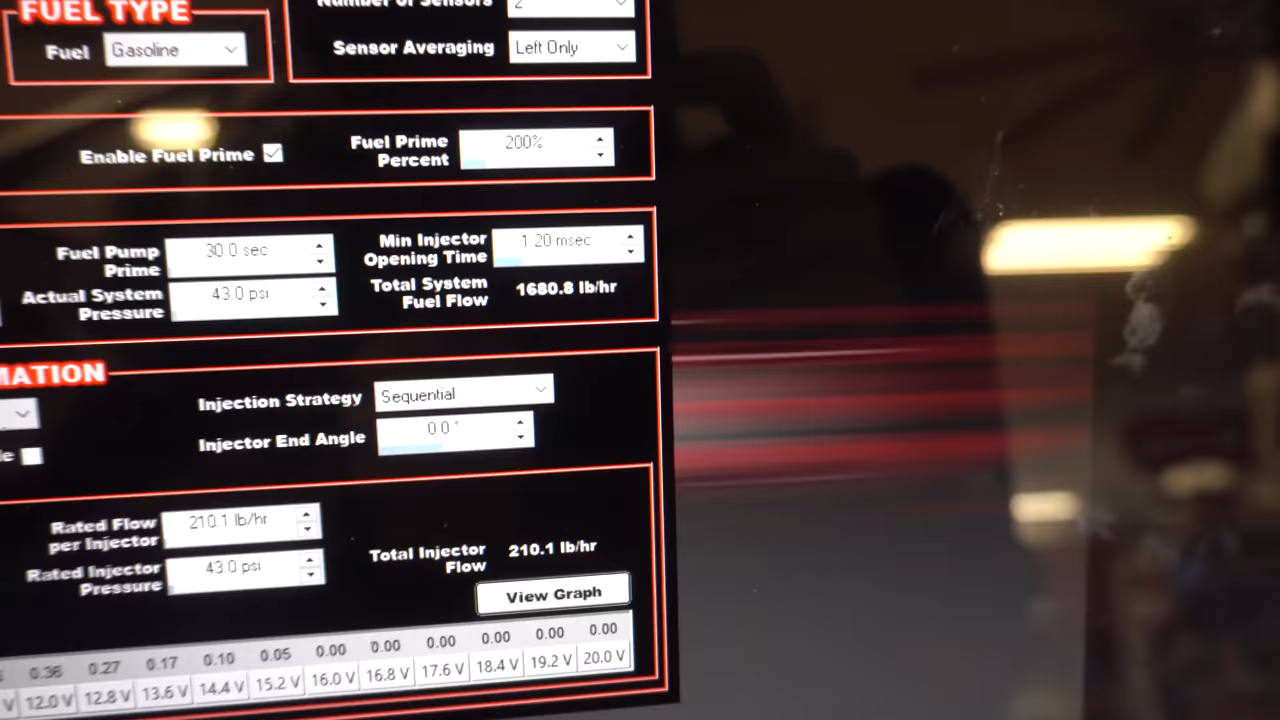 FUEL TYPE
Fuel Gasoline
Number of Sensors 2
Sensor Averaging Left Only
Enable Fuel Prime
Fuel Prime Percent 200%
Fuel Pump Prime 30.0 sec
Min Injector Opening Time 1.20 msec
Actual System Pressure 43.0 psi
Total System Fuel Flow 1680.8 lb/hr
MATION
Injection Strategy Sequential
Injector End Angle 0.0 °
Rated Flow per Injector 210.1 lb/hr
Rated Injector Pressure 43.0 psi
Total Injector Flow 210.1 lb/hr
View Graph
0.36 0.27 0.17 0.10 0.05 0.00 0.00 0.00 0.00 0.00 0.00
V 12.0 V 12.8 V 13.6 V 14.4 V 15.2 V 16.0 V 16.8 V 17.6 V 18.4 V 19.2 V 20.0 V